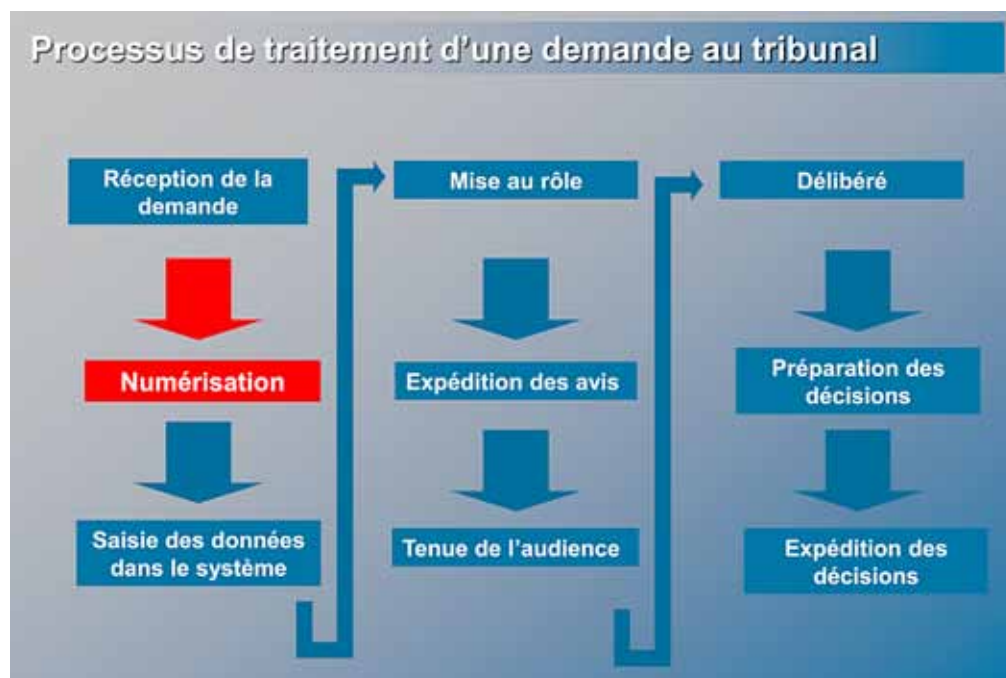 Processus de traitement d'une demande au tribunal
Réception de la
demande
Numérisation
Saisie des données
dans le système
Mise au rôle
Expédition des avis
Tenue de l'audience
Délibéré
Préparation des
décisions
Expédition des
décisions